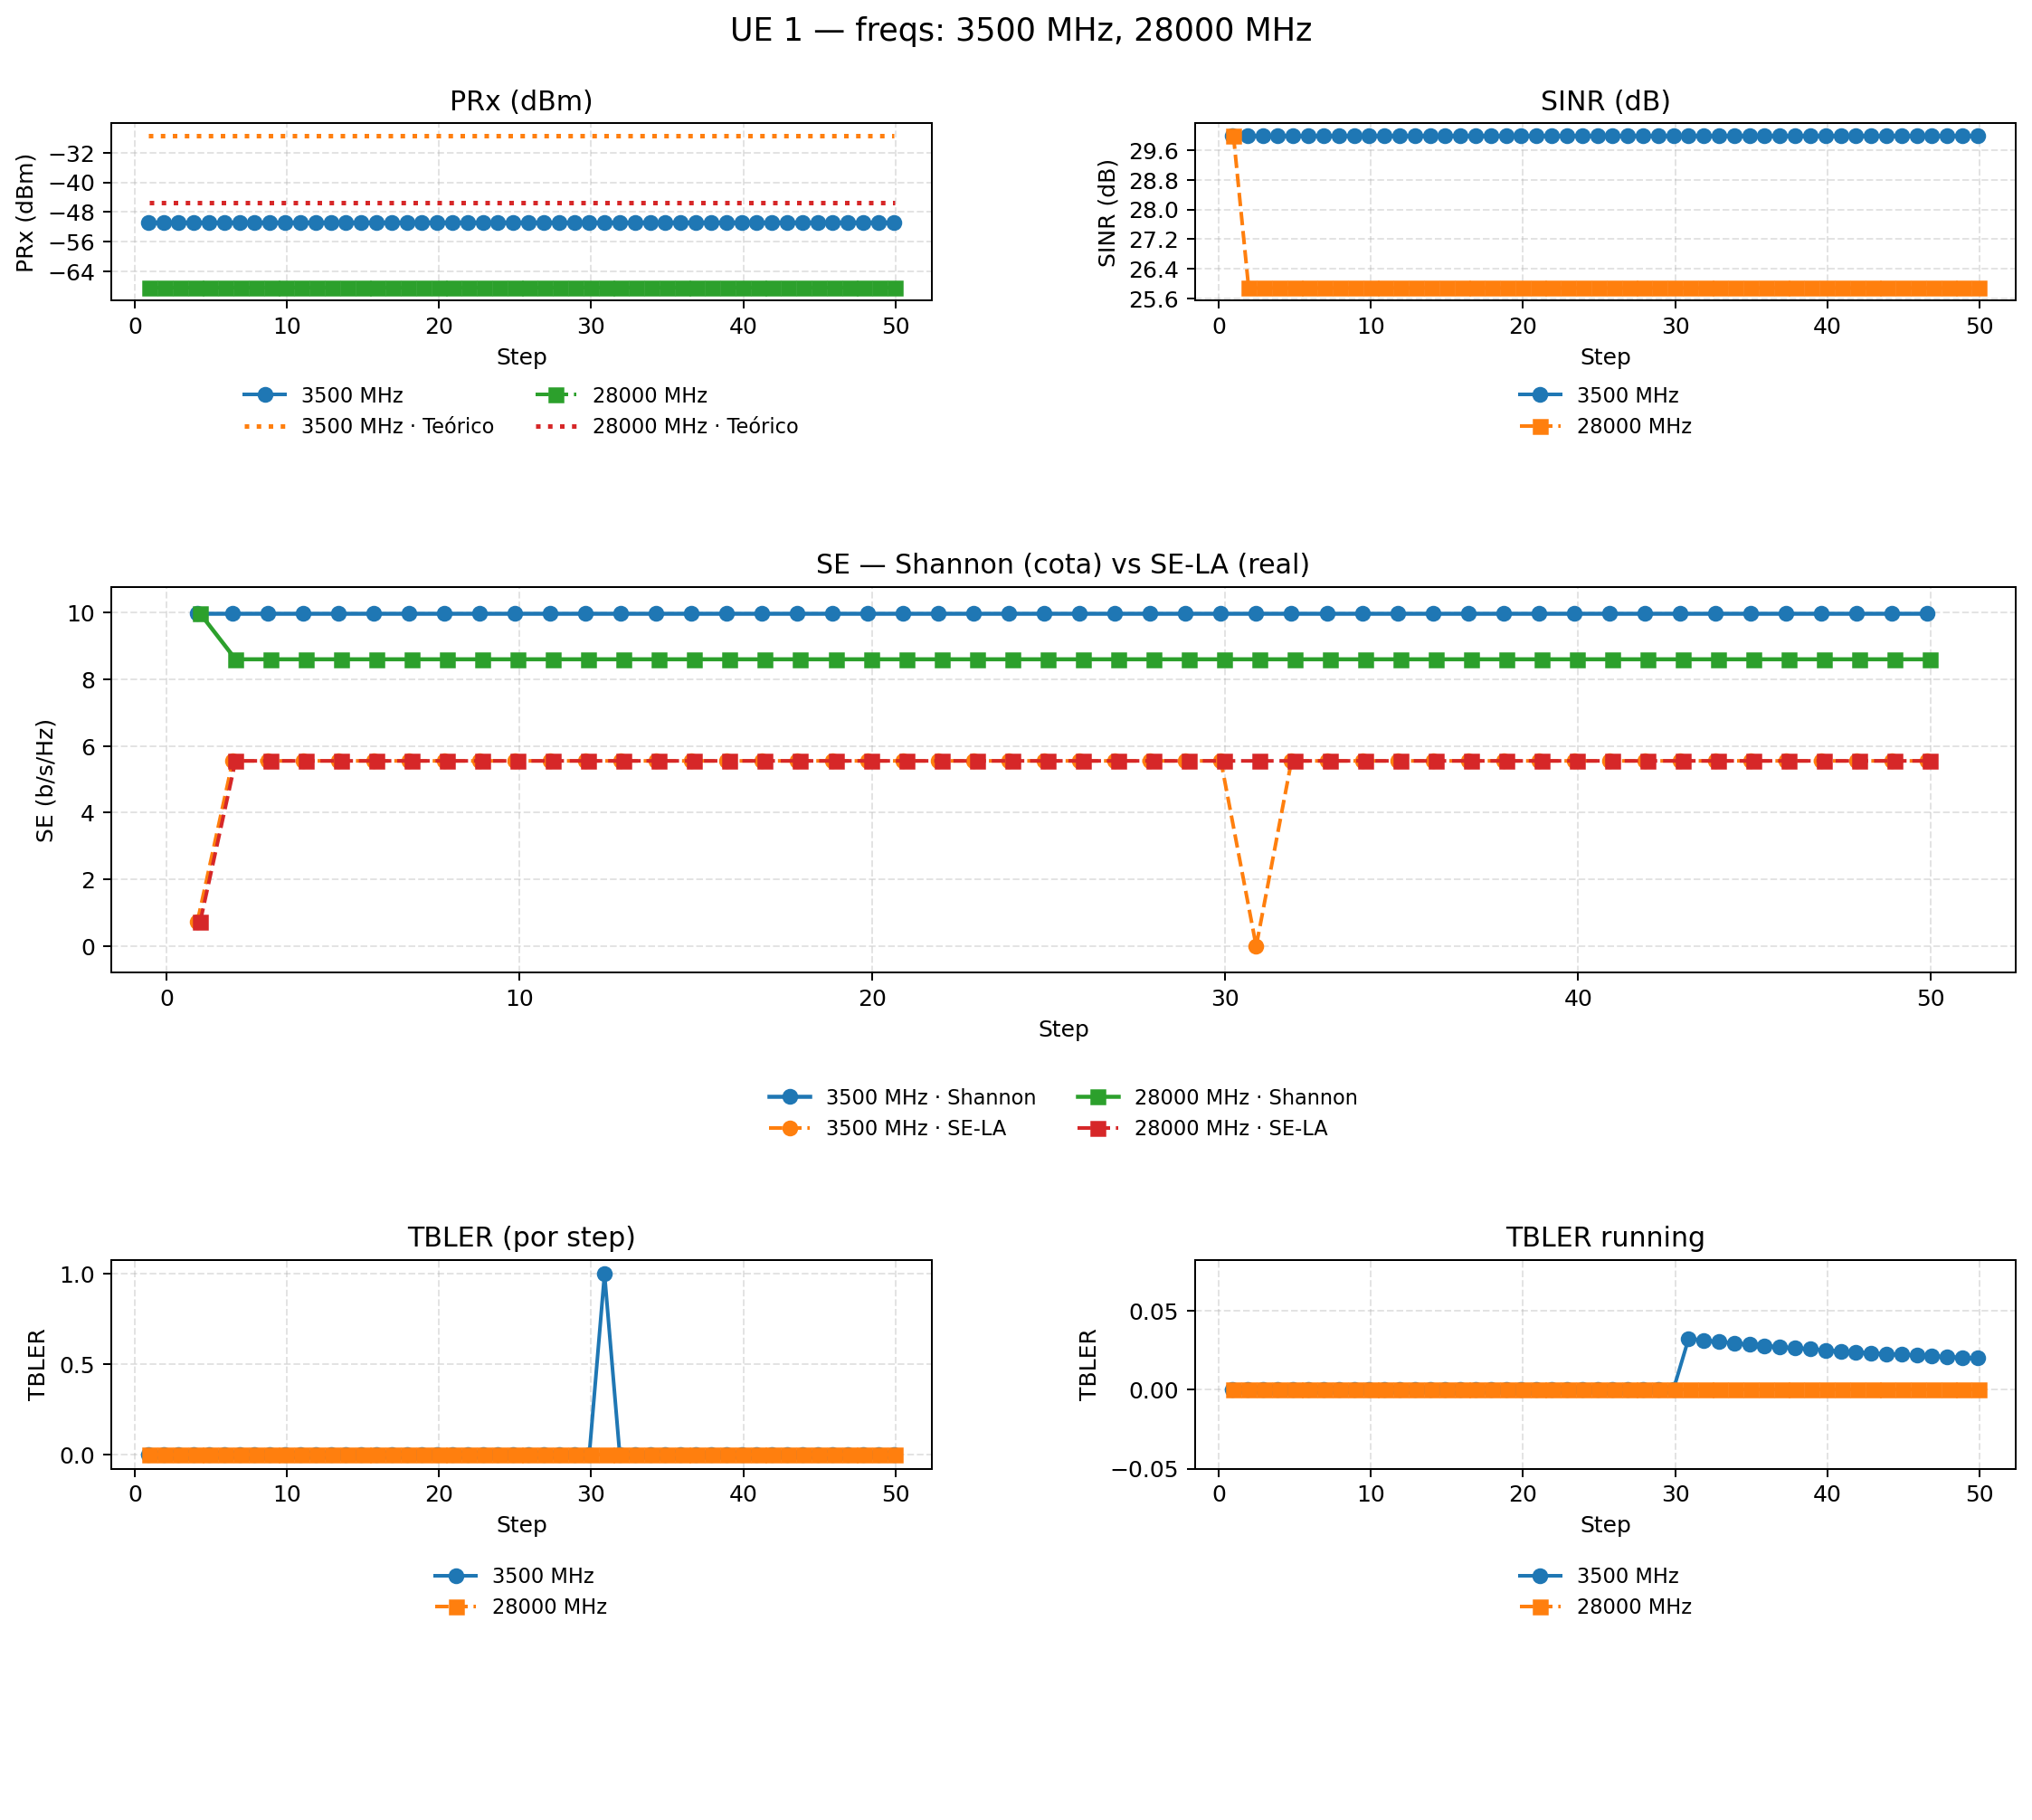 UE 1 — freqs: 3500 MHz, 28000 MHz
PRx (dBm)
PRx (dBm)
−32
−40
−48
−56
−64
0 10 20 30 40 50
Step
3500 MHz 28000 MHz
3500 MHz · Teórico 28000 MHz · Teórico
SINR (dB)
SINR (dB)
29.6
28.8
28.0
27.2
26.4
25.6
0 10 20 30 40 50
Step
3500 MHz
28000 MHz
SE — Shannon (cota) vs SE-LA (real)
SE (b/s/Hz)
10
8
6
4
2
0
0 10 20 30 40 50
Step
3500 MHz · Shannon 28000 MHz · Shannon
3500 MHz · SE-LA 28000 MHz · SE-LA
TBLER (por step)
TBLER
1.0
0.5
0.0
0 10 20 30 40 50
Step
3500 MHz
28000 MHz
TBLER running
TBLER
0.05
0.00
−0.05
0 10 20 30 40 50
Step
3500 MHz
28000 MHz